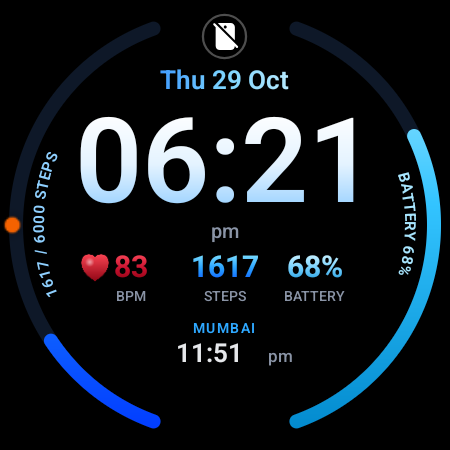 Thu 29 Oct
06:21
pm
1617 / 6000 STEPS
BATTERY 68%
83 1617 68%
BPM STEPS BATTERY
MUMBAI
11:51 pm